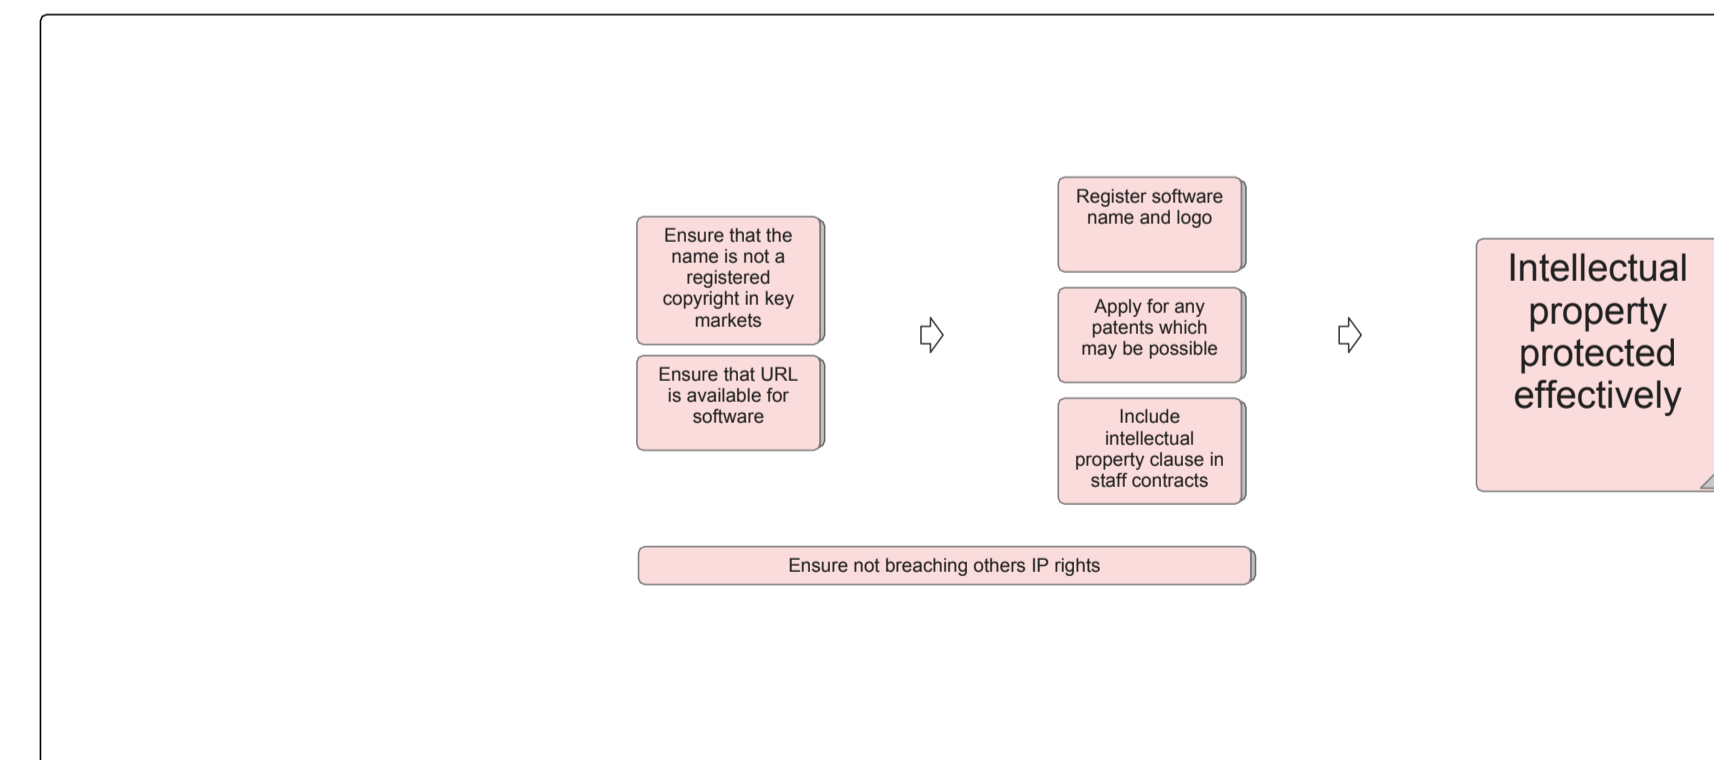 Ensure that the
name is not a
registered
copyright in key
markets
Ensure that URL
is available for
software
Register software
name and logo
Apply for any
patents which
may be possible
Include
intellectual
property clause in
staff contracts
Intellectual
property
protected
effectively
Ensure not breaching others IP rights